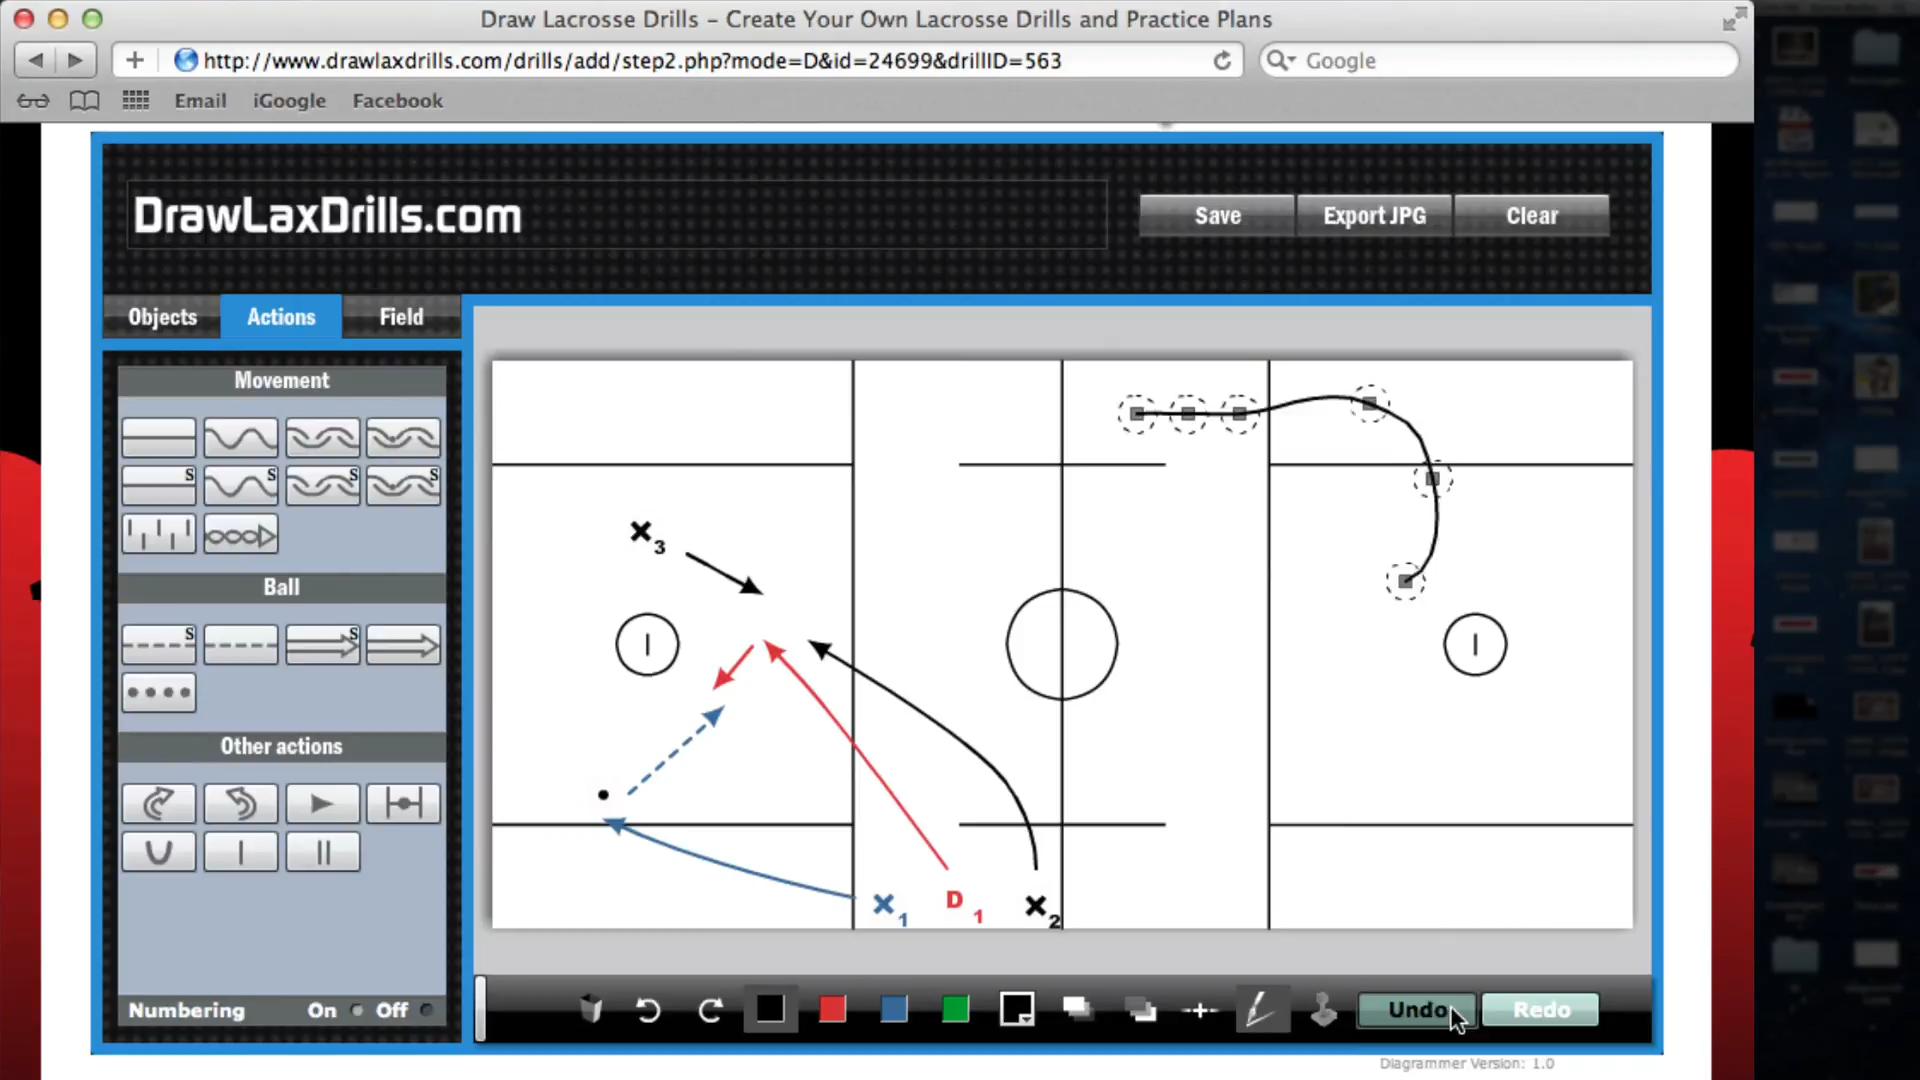 Draw Lacrosse Drills – Create Your Own Lacrosse Drills and Practice Plans
http://www.drawlaxdrills.com/drills/add/step2.php?mode=D&id=24699&drillID=563
Google
Email iGoogle Facebook
DrawLaxDrills.com
Save Export JPG Clear
Objects Actions Field
Movement
S S S S
Ball
S S
Other actions
Numbering On Off
X3
X1 D1 X2
Undo Redo
Diagrammer Version: 1.0